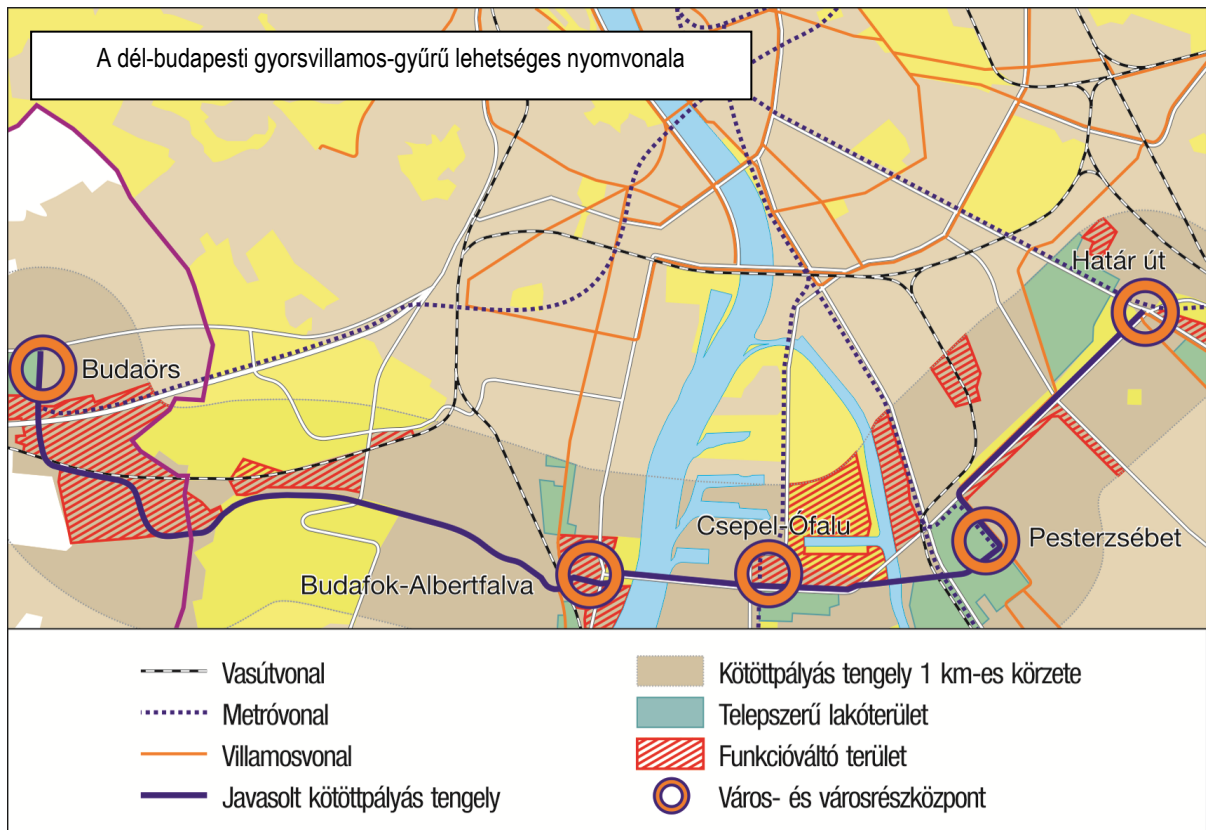 A dél-budapesti gyorsvillamos-gyűrű lehetséges nyomvonala
Határ út
Budaörs
Csepel-Ófalu
Pesterzsébet
Budafok-Albertfalva
Vasútvonal
Metróvonal
Villamosvonal
Javasolt kötöttpályás tengely
Kötöttpályás tengely 1 km-es körzete
Telepszerű lakóterület
Funkcióváltó terület
Város- és városrészközpont